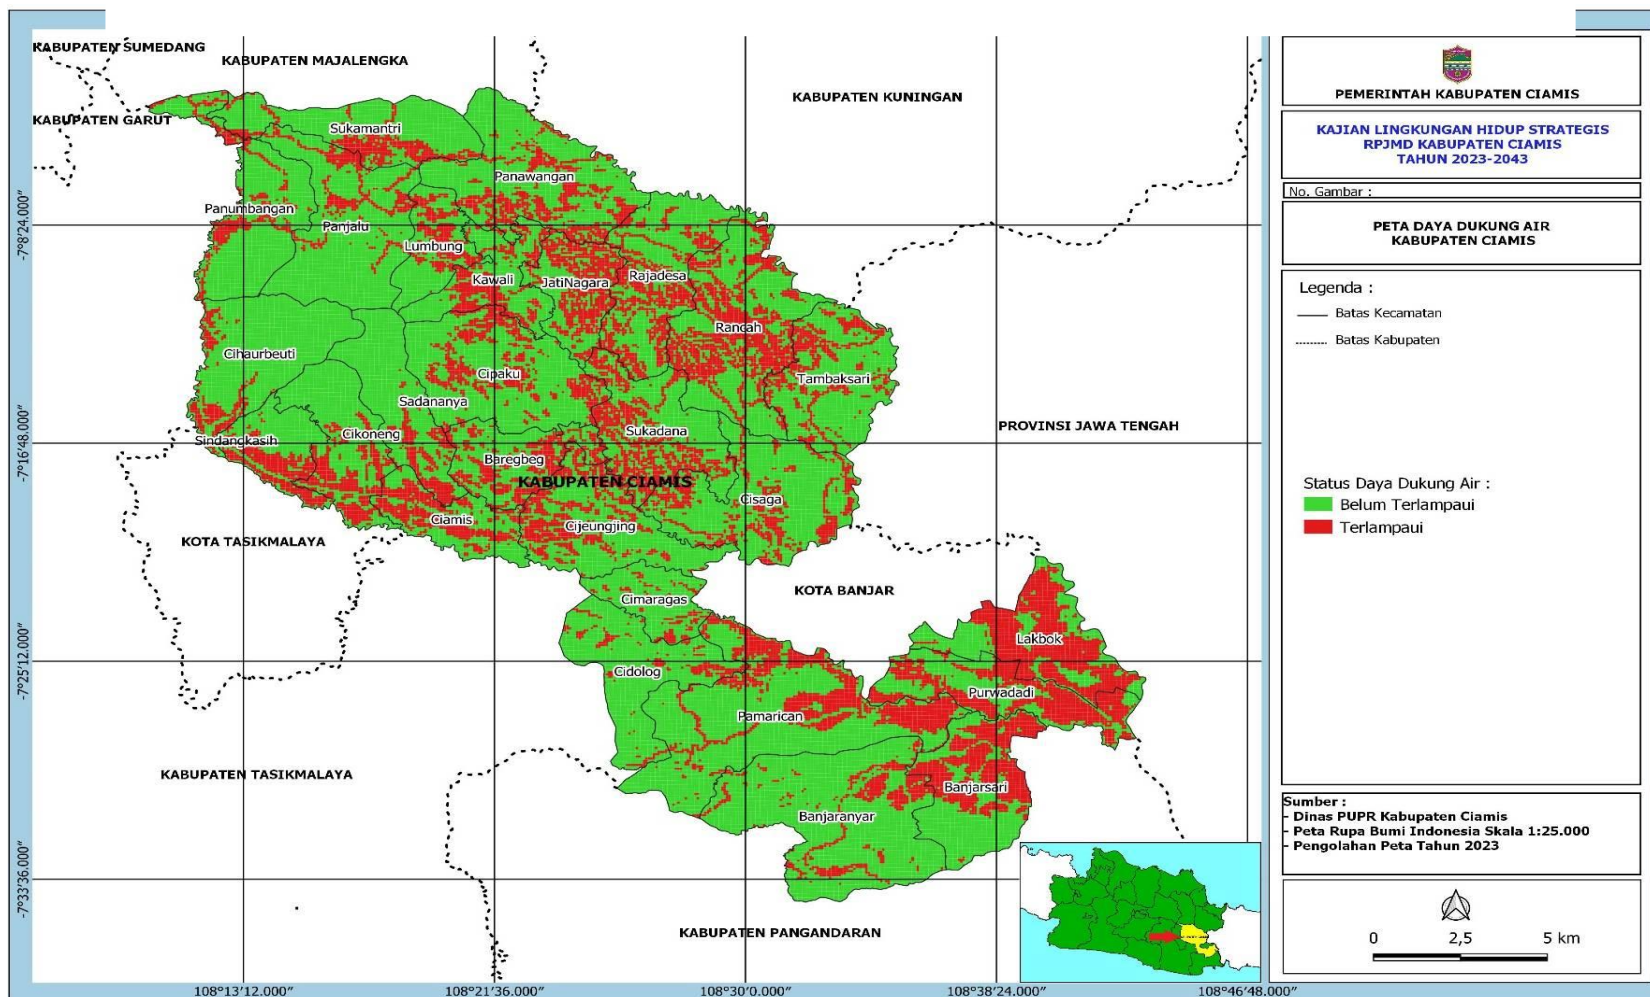 KABUPATEN SUMEDANG
KABUPATEN MAJALENGKA
KABUPATEN KUNINGAN
KABUPATEN GARUT
Sukamantri
Panawangan
Panumbangan
Panjalu
Lumbung
Kawali
JatiNagara
Rajadesa
Rancah
Cihaurbeuti
Cipaku
Tambaksari
Sadananya
Sindangkasih
Cikoneng
Sukadana
PROVINSI JAWA TENGAH
Baregbeg
KABUPATEN CIAMIS
Cisaga
Ciamis
Cijeungjing
KOTA TASIKMALAYA
KOTA BANJAR
Cimaragas
Lakbok
Cidolog
Purwadadi
Pamarican
KABUPATEN TASIKMALAYA
Banjarsari
Banjaranyar
KABUPATEN PANGANDARAN
-7°8'24.000"
-7°16'48.000"
-7°25'12.000"
-7°33'36.000"
108°13'12.000"
108°21'36.000"
108°30'0.000"
108°38'24.000"
108°46'48.000"
PEMERINTAH KABUPATEN CIAMIS
KAJIAN LINGKUNGAN HIDUP STRATEGIS
RPJMD KABUPATEN CIAMIS
TAHUN 2023-2043
No. Gambar :
PETA DAYA DUKUNG AIR
KABUPATEN CIAMIS
Legenda :
Batas Kecamatan
Batas Kabupaten
Status Daya Dukung Air :
Belum Terlampaui
Terlampaui
Sumber :
- Dinas PUPR Kabupaten Ciamis
- Peta Rupa Bumi Indonesia Skala 1:25.000
- Pengolahan Peta Tahun 2023
0 2,5 5 km